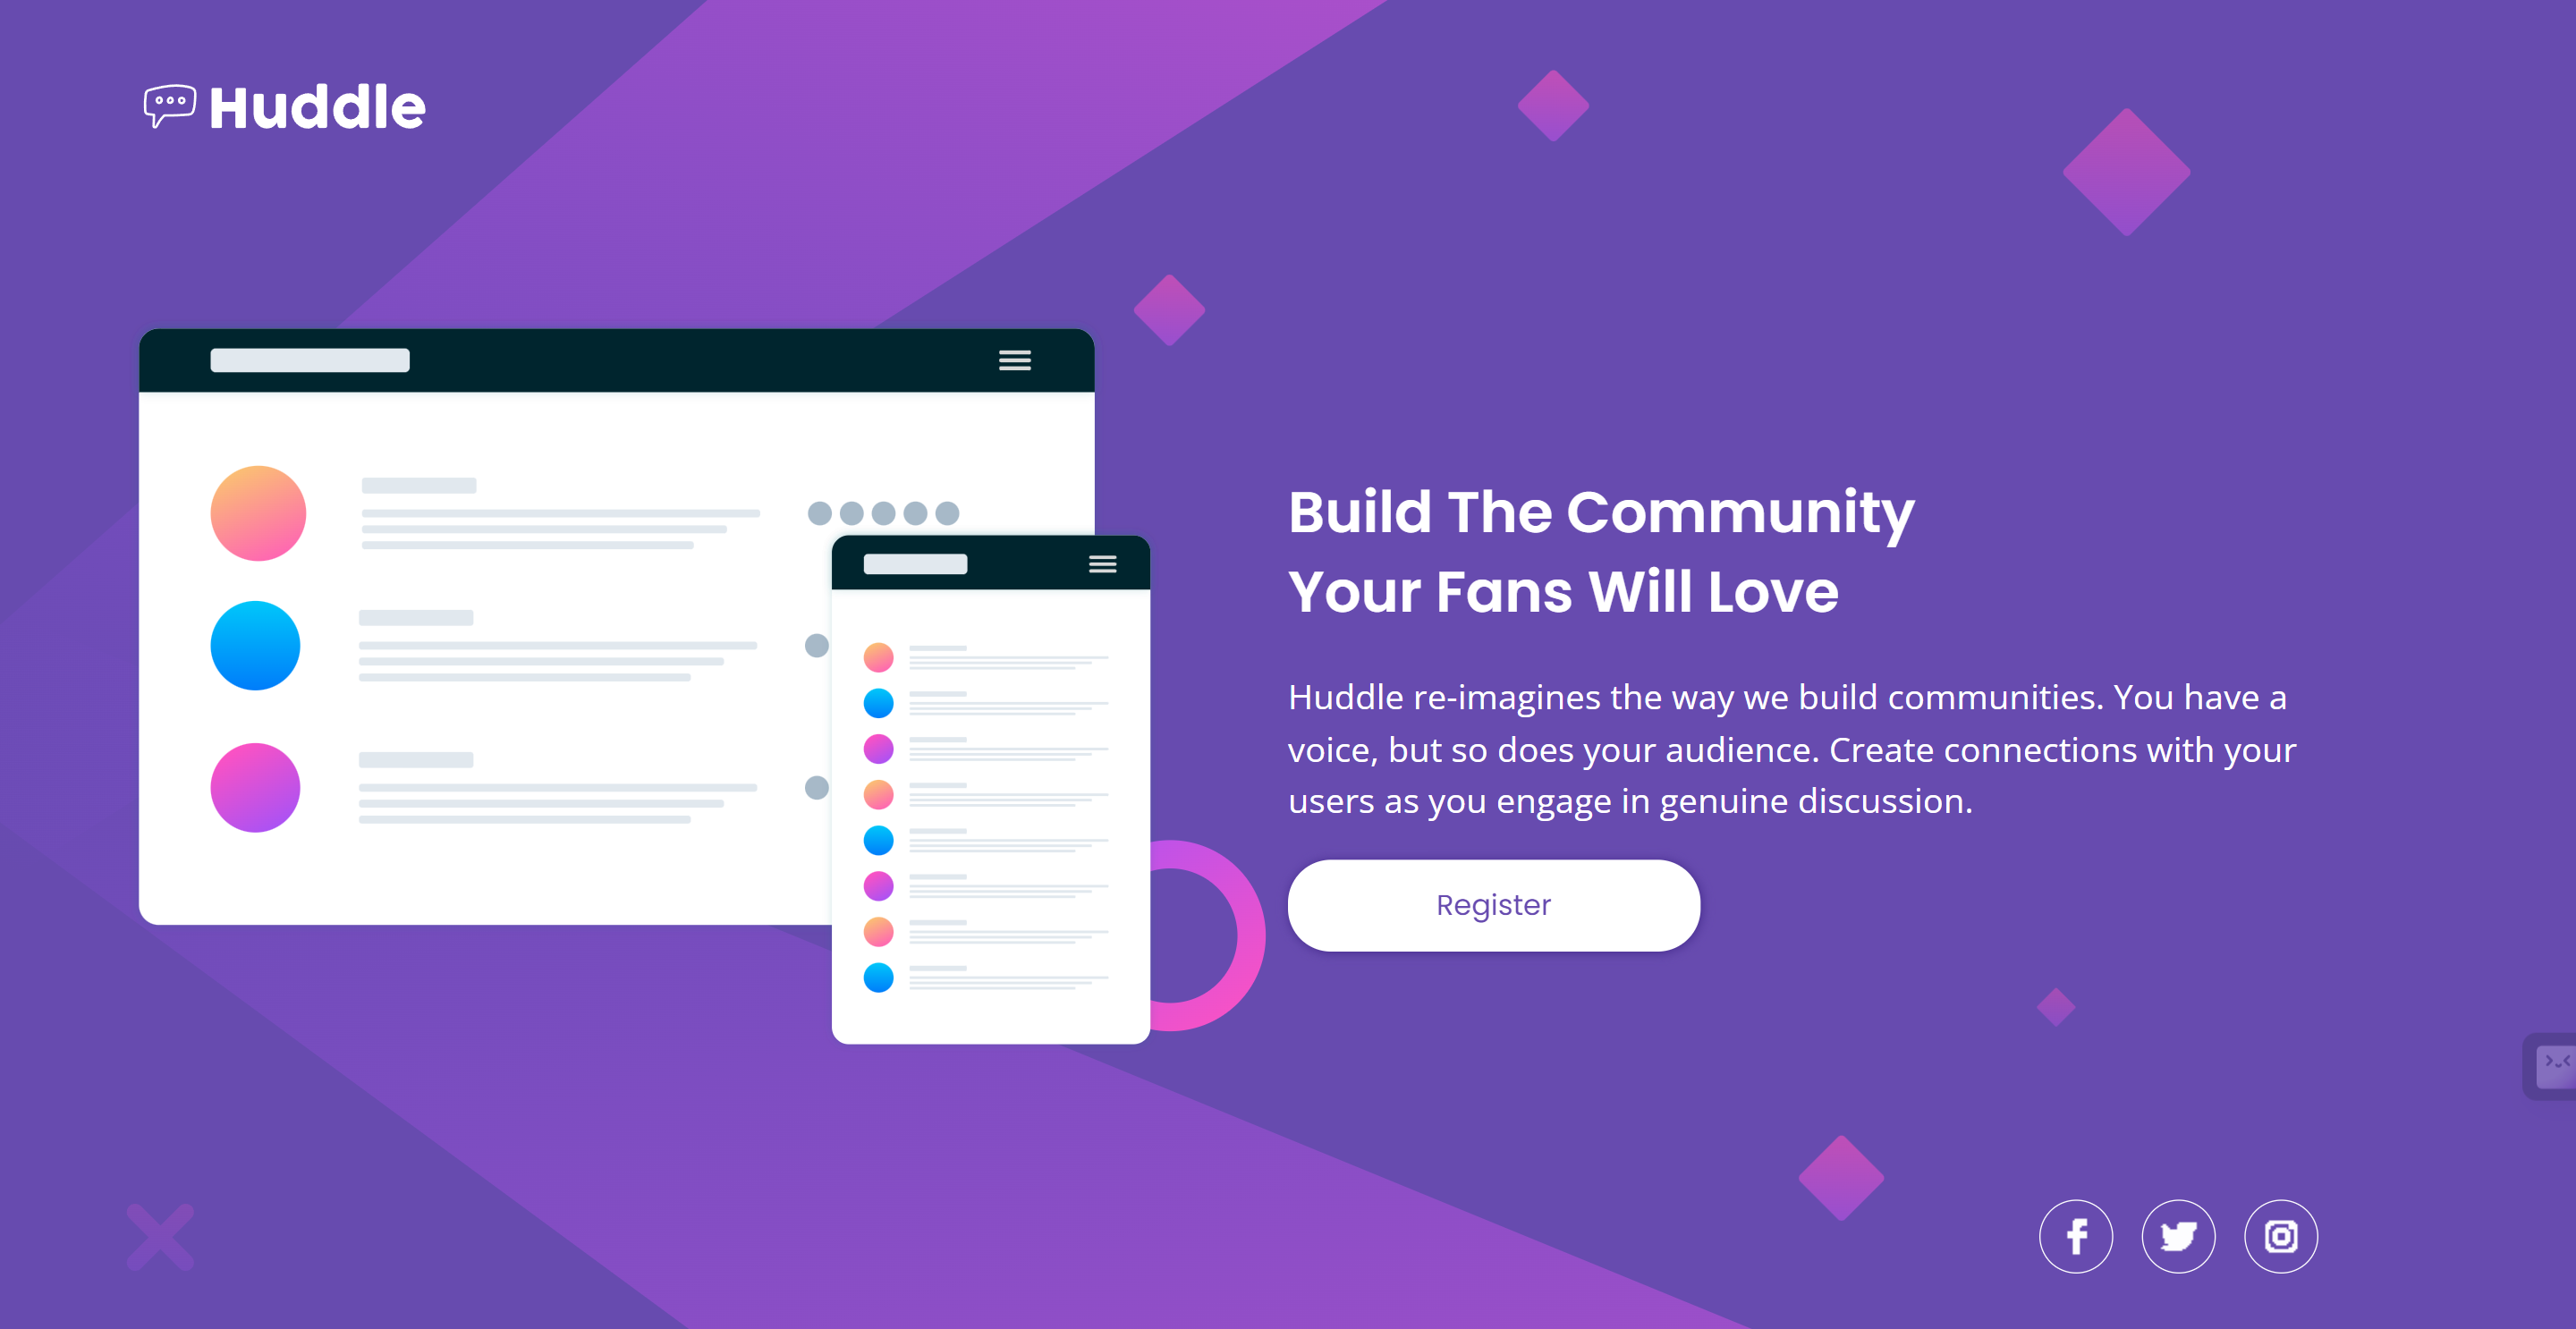 Huddle
Build The Community
Your Fans Will Love
Huddle re-imagines the way we build communities. You have a
voice, but so does your audience. Create connections with your
users as you engage in genuine discussion.
Register